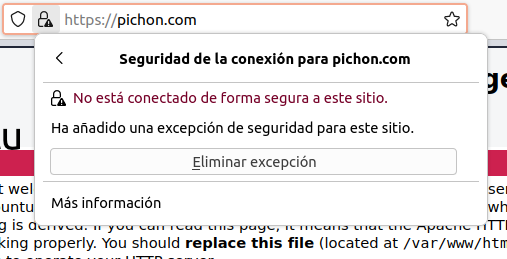 https://pichon.com
Seguridad de la conexión para pichon.com
No está conectado de forma segura a este sitio.
Ha añadido una excepción de seguridad para este sitio.
Eliminar excepción
Más información
g is derived. If you can read this page, it means that the Apache HTT
king properly. You should replace this file (located at /var/www/htm